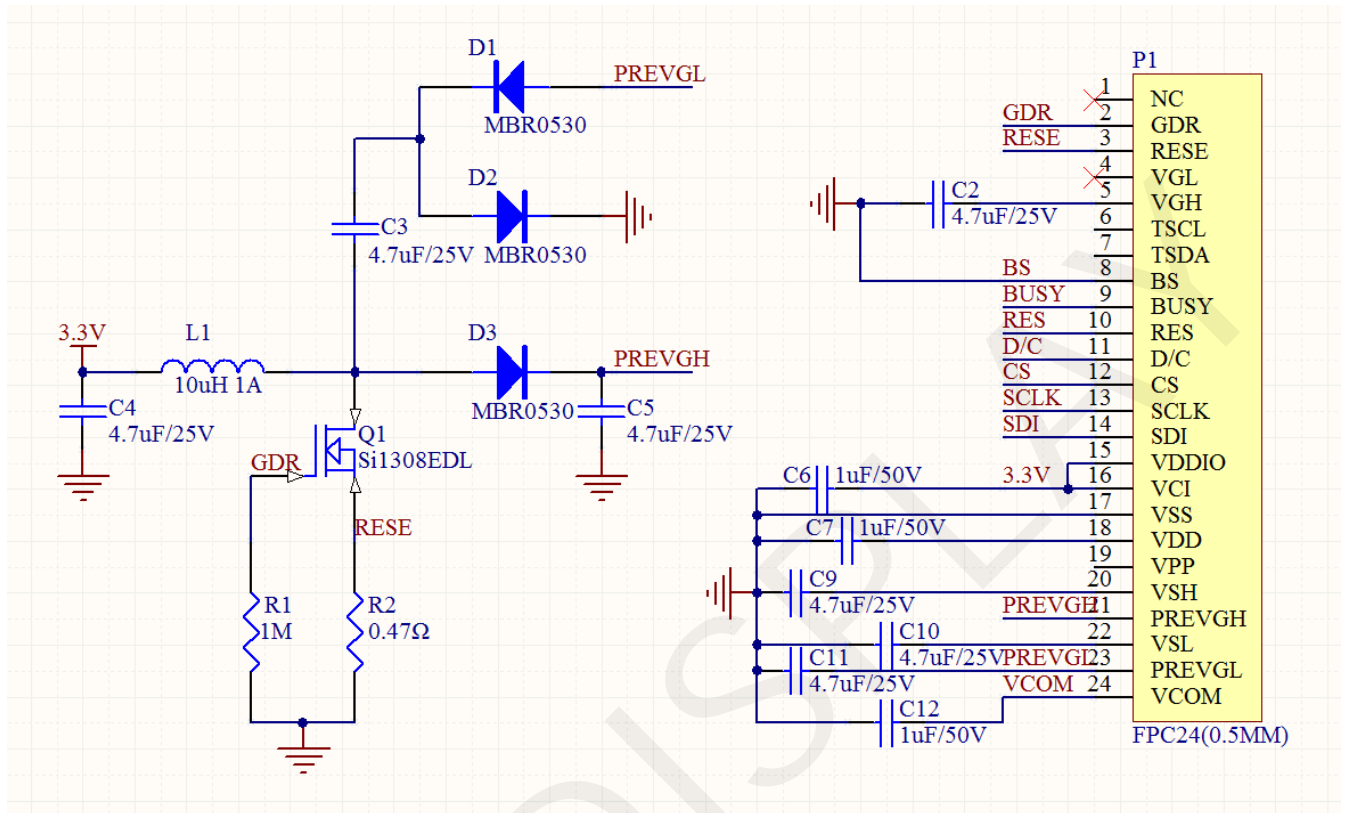 D1
PREVGL
MBR0530
D2
MBR0530
C3
4.7uF/25V
3.3V
L1
10uH 1A
D3
PREVGH
MBR0530
C4
4.7uF/25V
C5
4.7uF/25V
Q1
Si1308EDL
GDR
RESE
R1
1M
R2
0.47Ω
P1
1 NC
GDR 2 GDR
RESE 3 RESE
4 VGL
C2
4.7uF/25V
5 VGH
6 TSCL
7 TSDA
BS 8 BS
BUSY 9 BUSY
RES 10 RES
D/C 11 D/C
CS 12 CS
SCLK 13 SCLK
SDI 14 SDI
15 VDDIO
C6 1uF/50V 3.3V 16 VCI
17 VSS
C7 1uF/50V 18 VDD
19 VPP
C9
4.7uF/25V
20 VSH
PREVGH 21 PREVGH
C10
4.7uF/25V
22 VSL
C11
4.7uF/25V
PREVGL 23 PREVGL
VCOM 24 VCOM
C12
1uF/50V
FPC24(0.5MM)
DISPLAY